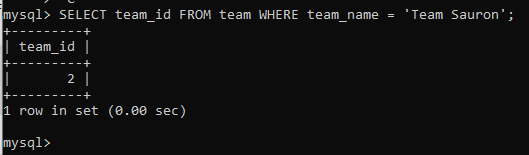 mysql> SELECT team_id FROM team WHERE team_name = 'Team Sauron';
+---------+
| team_id |
+---------+
|       2 |
+---------+
1 row in set (0.00 sec)
mysql>